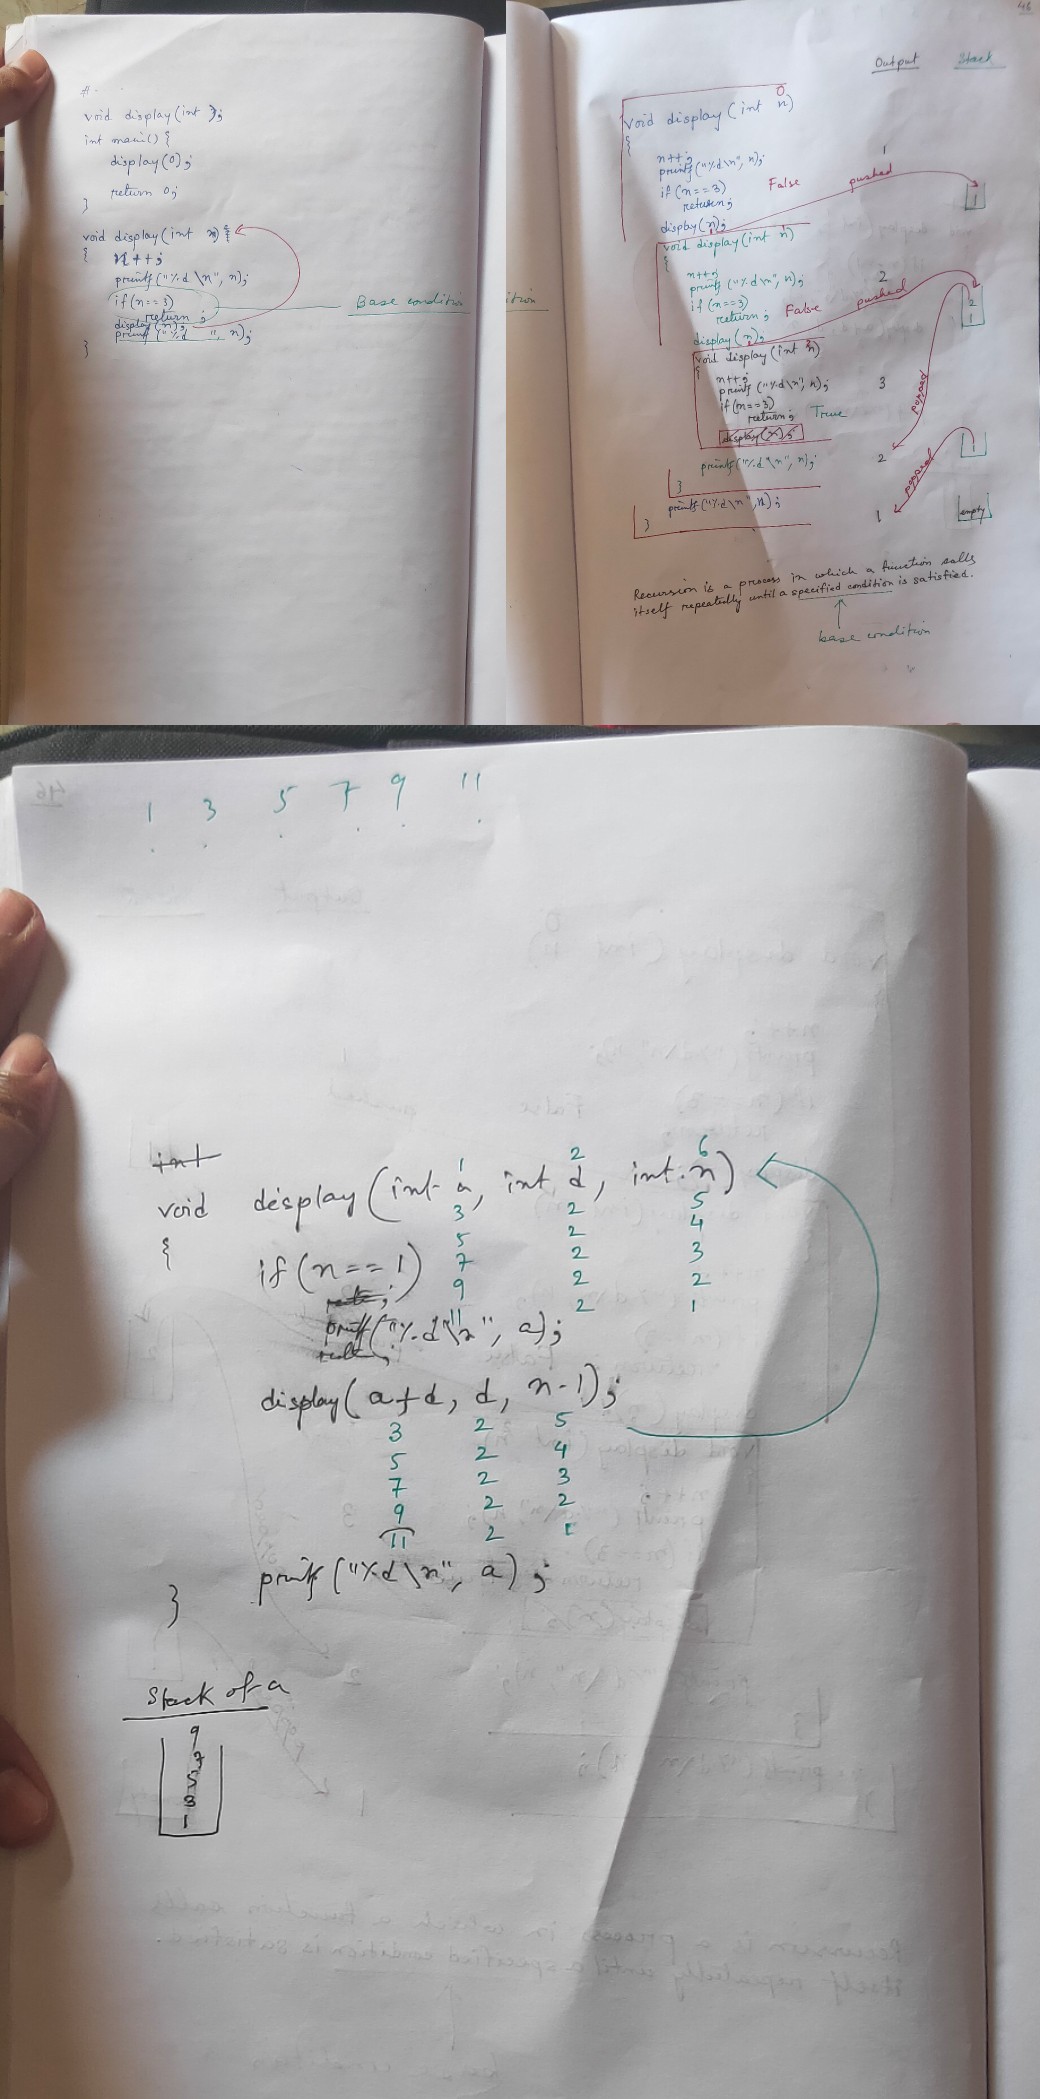 #
void display(int );
int main() {
display(0);
return 0;
}
void display(int n) {
{ n++;
printf("%d \n", n);
if(n==3)
return;
Base condition
display(n);
printf("%d ", n);
}
46
Output Stack
0
void display(int n)
{
n++;
printf("%d\n", n);
1
if(n==3)
False
pushed
return;
1
display(n);
void display(int n)
{
n++;
printf("%d\n", n);
2
if(n==3)
return;
False
pushed
2
1
display(n);
void display(int n)
{
n++;
printf("%d\n", n);
3
if(n==3)
return;
True
popped
display(n);
printf("%d\n", n);
2
popped
1
}
printf("%d\n", n);
1
empty
}
Recursion is a process in which a function calls
itself repeatedly until a specified condition is satisfied.
base condition
1 3 5 7 9 11
int
1 2 6
void display(int a, int d, int n)
3 2 5
{
5 2 4
if(n==1)
7 2 3
9 2 2
11 2 1
printf("%d\n", a);
display(a+d, d, n-1);
3 2 5
5 2 4
7 2 3
9 2 2
11 2 1
printf("%d\n", a);
}
Stack of a
9
7
5
3
1